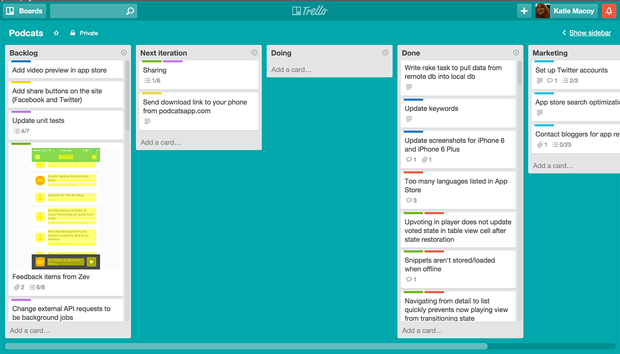 Boards
Trello
Katie Macoy
Podcats
Private
Show sidebar
Backlog
Add video preview in app store
Add share buttons on the site
(Facebook and Twitter)
Update unit tests
4/7
Feedback items from Zev
2
6/8
Change external API requests to
be background jobs
Add a card…
Next iteration
Sharing
1/8
Send download link to your phone
from podcatsapp.com
Add a card…
Doing
Add a card…
Done
Write rake task to pull data from
remote db into local db
Update keywords
Update screenshots for iPhone 6
and iPhone 6 Plus
1
1
Too many languages listed in App
Store
3
Upvoting in player does not update
voted state in table view cell after
state restoration
Snippets aren't stored/loaded
when offline
1
Navigating from detail to list
quickly prevents now playing view
from transitioning state
Add a card…
Marketing
Set up Twitter accounts
1
2/3
App store search optimizatio
Contact bloggers for app re
1
0/23
Add a card…